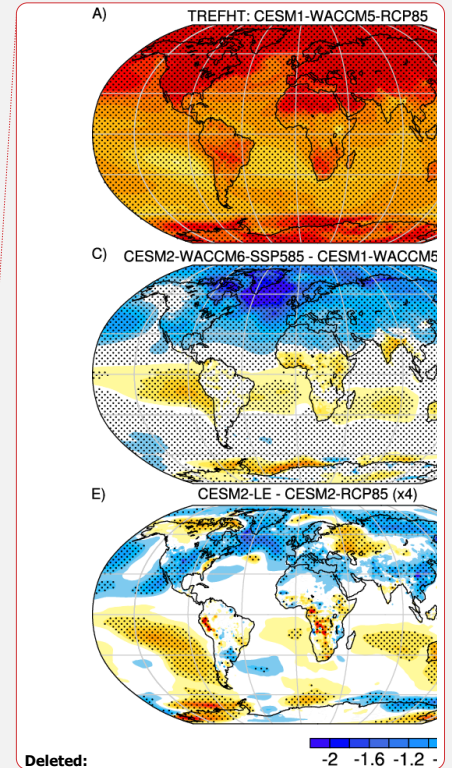 A)
TREFHT: CESM1-WACCM5-RCP85
C)
CESM2-WACCM6-SSP585 - CESM1-WACCM5
E)
CESM2-LE - CESM2-RCP85 (x4)
-2 -1.6 -1.2 -
Deleted: